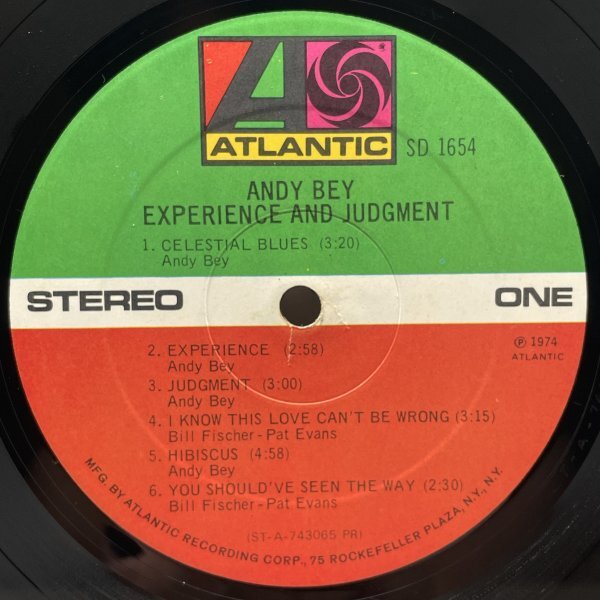 ATLANTIC SD 1654
ANDY BEY
EXPERIENCE AND JUDGMENT
1. CELESTIAL BLUES (3:20)
Andy Bey
STEREO ONE
2. EXPERIENCE (2:58)
Andy Bey
℗ 1974
ATLANTIC
3. JUDGMENT (3:00)
Andy Bey
4. I KNOW THIS LOVE CAN'T BE WRONG (3:15)
Bill Fischer-Pat Evans
5. HIBISCUS (4:58)
Andy Bey
6. YOU SHOULD'VE SEEN THE WAY (2:30)
Bill Fischer-Pat Evans
(ST-A-743065 PR)
MFG. BY ATLANTIC RECORDING CORP., 75 ROCKEFELLER PLAZA, N.Y., N.Y.